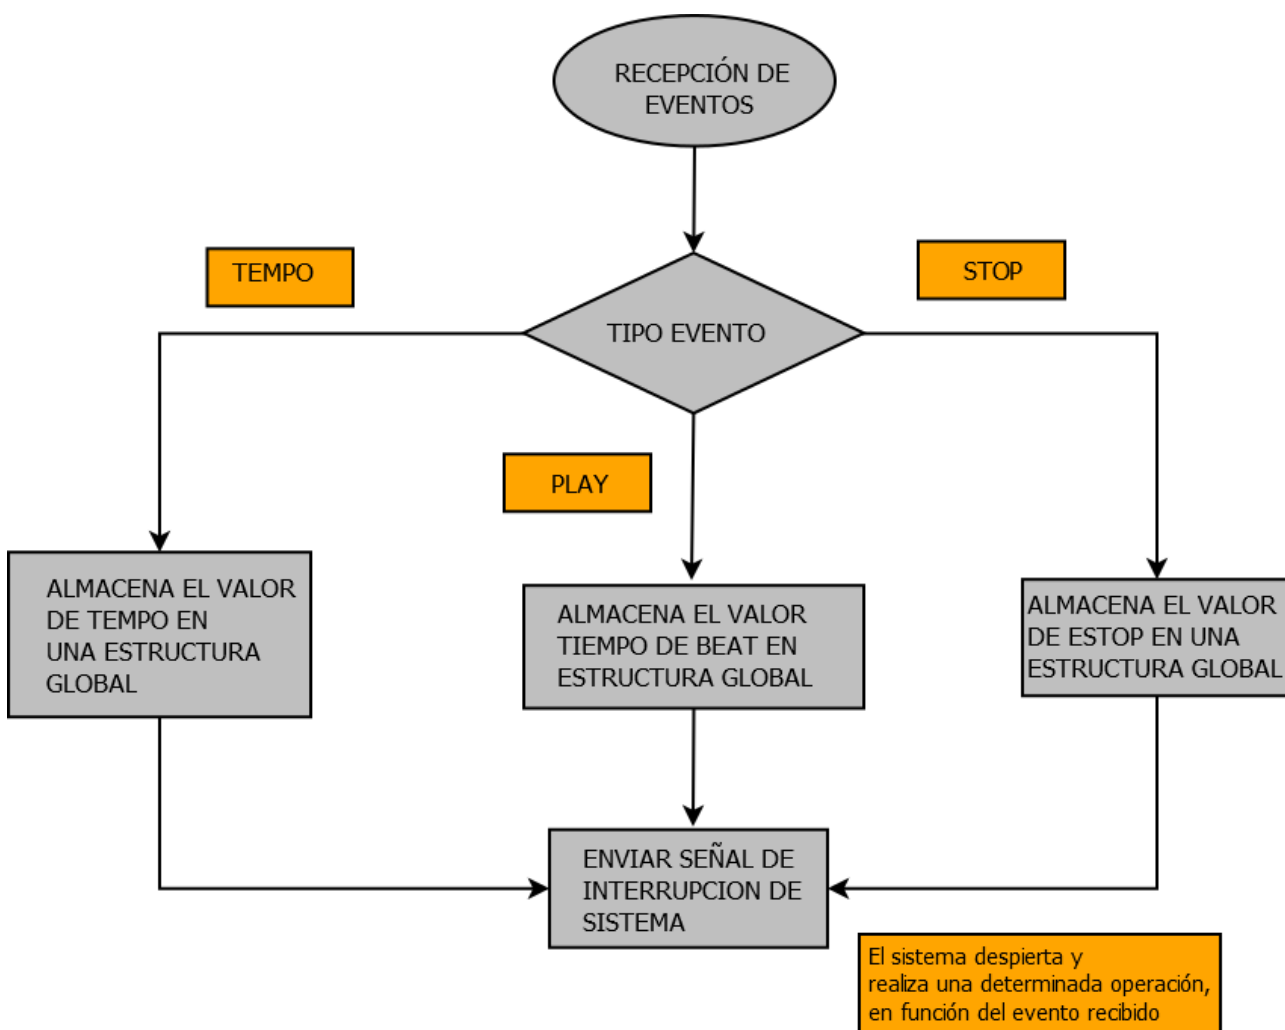 RECEPCIÓN DE
EVENTOS
TEMPO
STOP
TIPO EVENTO
PLAY
ALMACENA EL VALOR
DE TEMPO EN
UNA ESTRUCTURA
GLOBAL
ALMACENA EL VALOR
TIEMPO DE BEAT EN
ESTRUCTURA GLOBAL
ALMACENA EL VALOR
DE ESTOP EN UNA
ESTRUCTURA GLOBAL
ENVIAR SEÑAL DE
INTERRUPCION DE
SISTEMA
El sistema despierta y
realiza una determinada operación,
en función del evento recibido